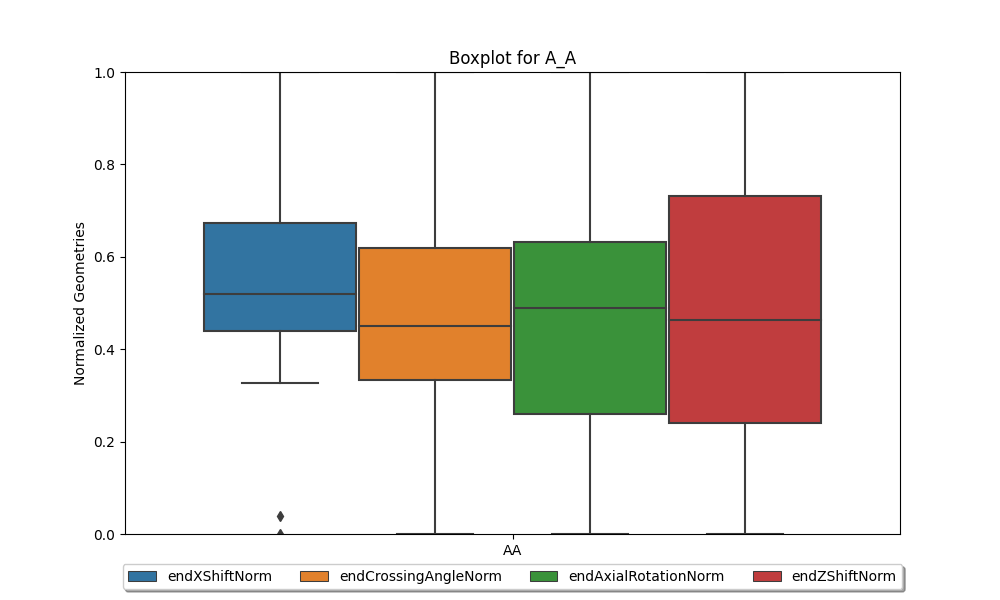 Boxplot for A_A
1.0
0.8
0.6
0.4
0.2
0.0
Normalized Geometries
AA
endXShiftNorm endCrossingAngleNorm endAxialRotationNorm endZShiftNorm